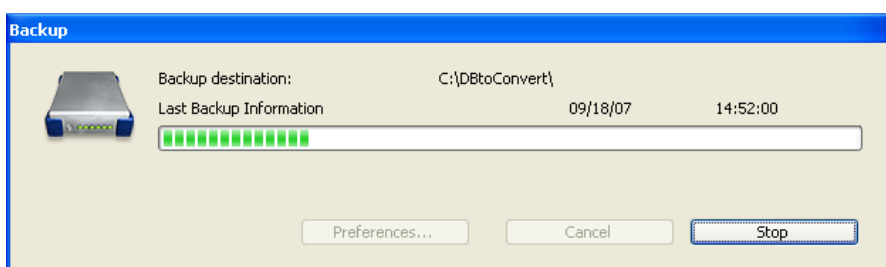 Backup
Backup destination: C:\DBtoConvert\
Last Backup Information 09/18/07 14:52:00
Preferences... Cancel Stop